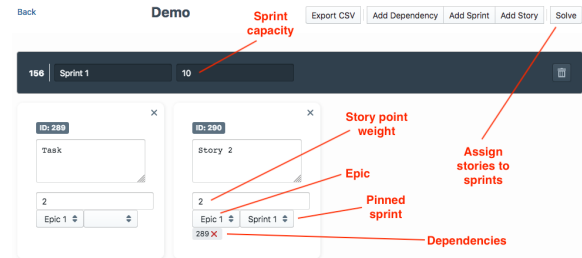 Back
Demo
Sprint
capacity
Export CSV
Add Dependency
Add Sprint
Add Story
Solve
156
Sprint 1
10
ID: 289
×
Task
2
Epic 1
ID: 290
×
Story 2
2
Epic 1
Sprint 1
289 ×
Story point
weight
Epic
Pinned
sprint
Dependencies
Assign
stories to
sprints